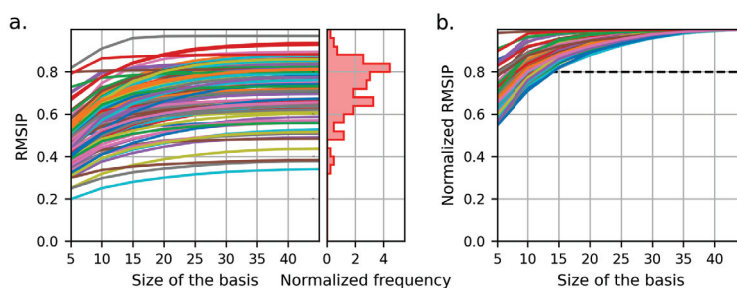 a.
RMSIP
0.8
0.6
0.4
0.2
0.0
5 10 15 20 25 30 35 40
Size of the basis
0 2 4
Normalized frequency
b.
Normalized RMSIP
1.0
0.8
0.6
0.4
0.2
0.0
5 10 15 20 25 30 35 40
Size of the basis